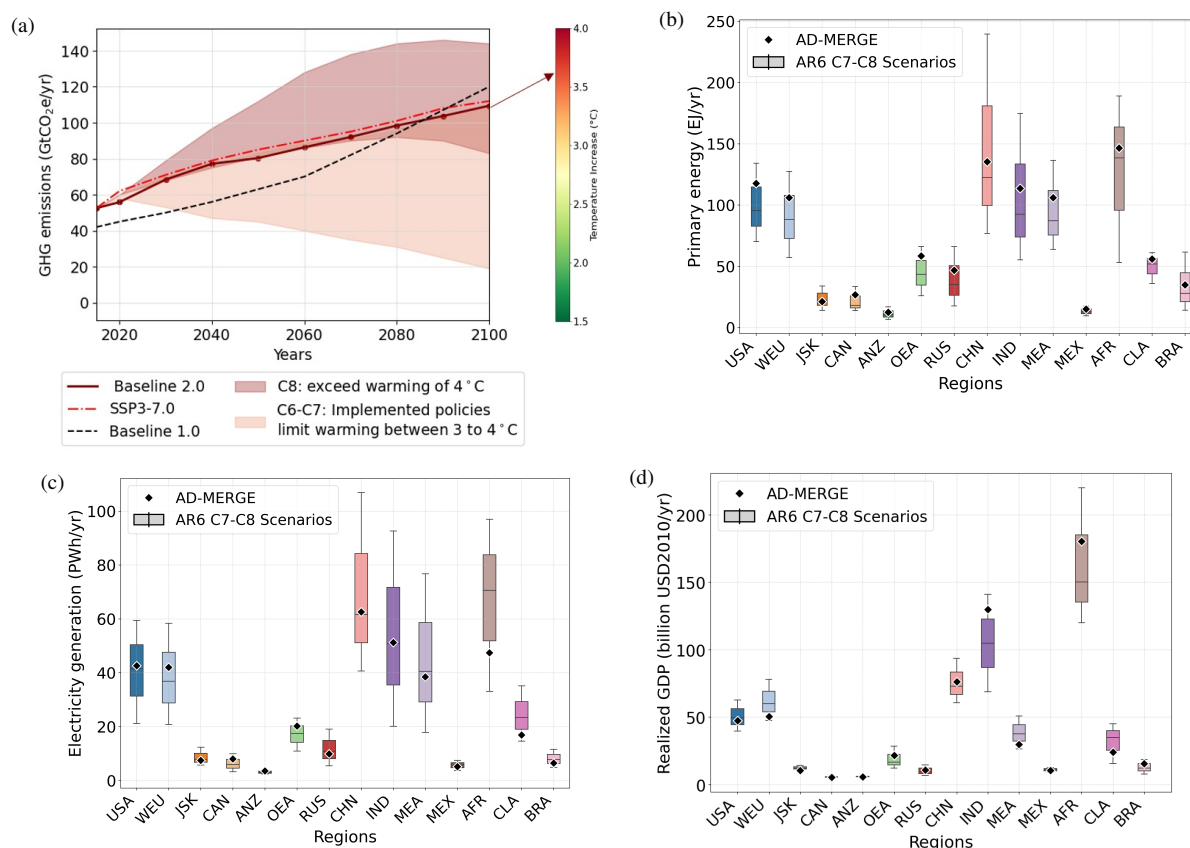 (a)
GHG emissions (GtCO₂e/yr)
140
120
100
80
60
40
20
0
2020
2040
2060
2080
2100
Years
4.0
3.5
3.0
2.5
2.0
1.5
Temperature Increase (°C)
Baseline 2.0
SSP3-7.0
Baseline 1.0
C8: exceed warming of 4°C
C6-C7: Implemented policies
limit warming between 3 to 4°C
(b)
Primary energy (EJ/yr)
250
200
150
100
50
0
AD-MERGE
AR6 C7-C8 Scenarios
USA
WEU
JSK
CAN
ANZ
OEA
RUS
CHN
IND
MEA
MEX
AFR
CLA
BRA
Regions
(c)
Electricity generation (PWh/yr)
100
80
60
40
20
0
AD-MERGE
AR6 C7-C8 Scenarios
USA
WEU
JSK
CAN
ANZ
OEA
RUS
CHN
IND
MEA
MEX
AFR
CLA
BRA
Regions
(d)
Realized GDP (billion USD2010/yr)
200
150
100
50
0
AD-MERGE
AR6 C7-C8 Scenarios
USA
WEU
JSK
CAN
ANZ
OEA
RUS
CHN
IND
MEA
MEX
AFR
CLA
BRA
Regions